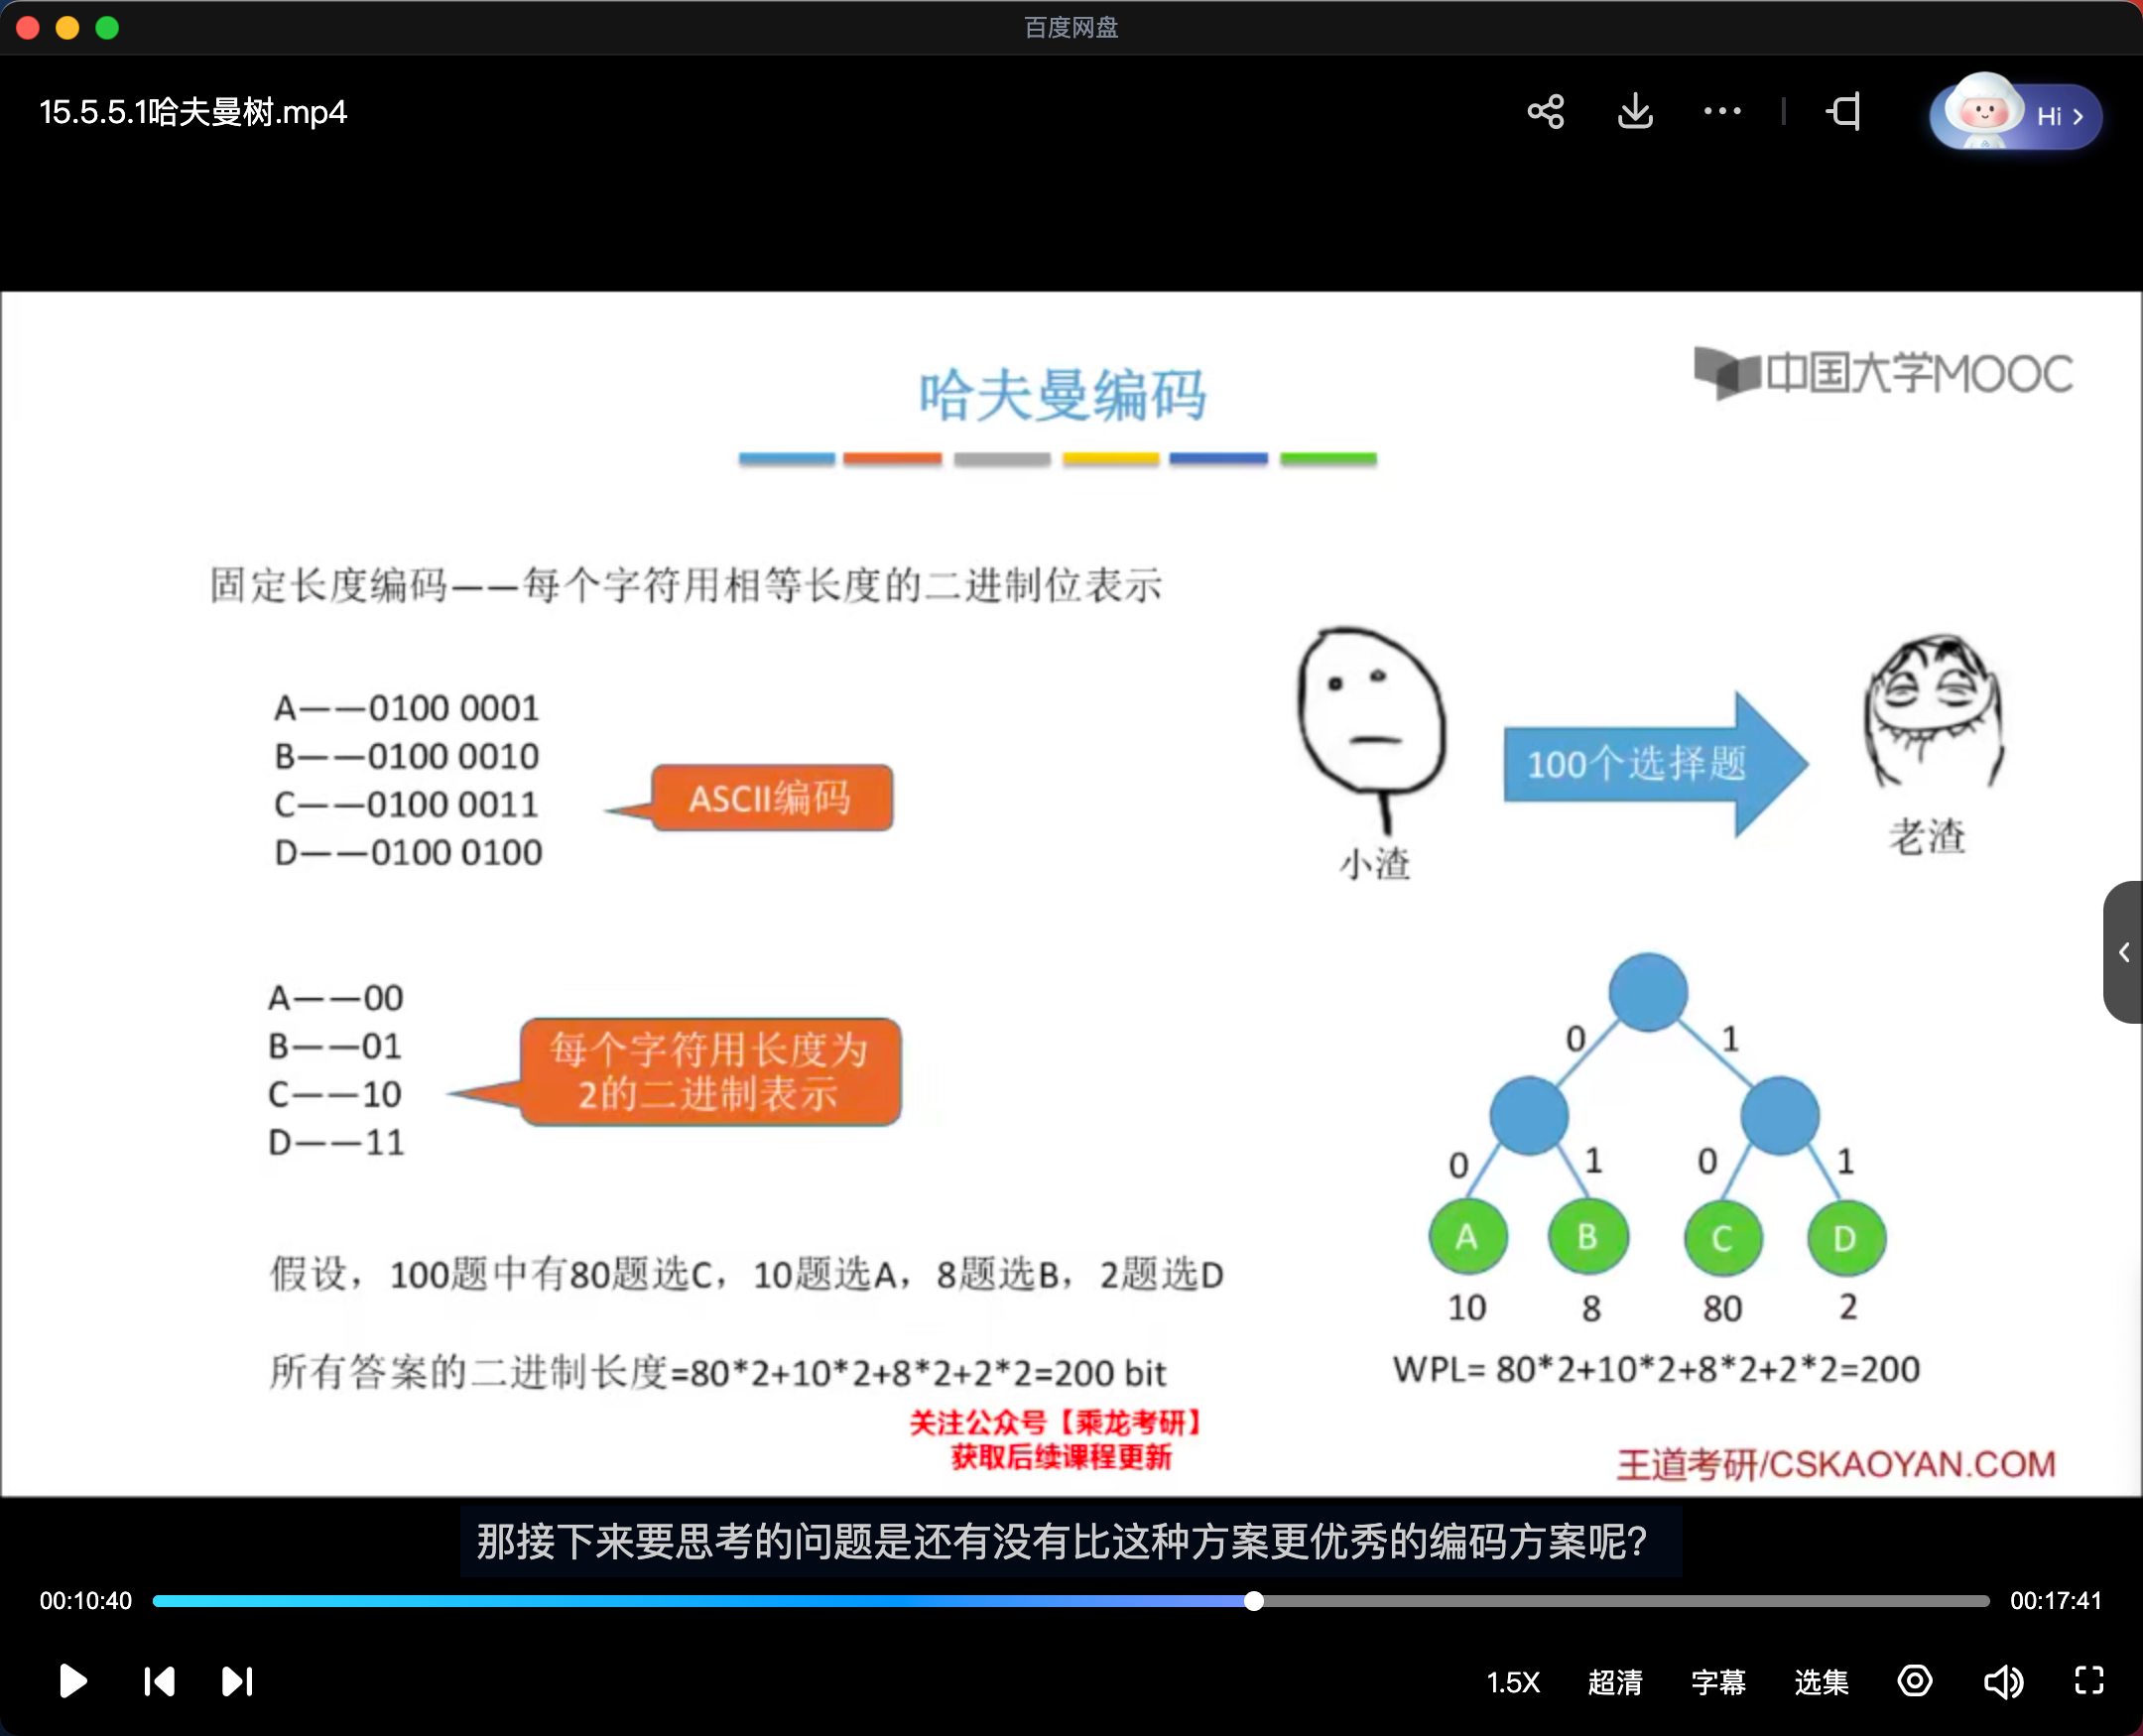 百度网盘
15.5.5.1哈夫曼树.mp4
Hi
中国大学MOOC
哈夫曼编码
固定长度编码——每个字符用相等长度的二进制位表示
A——0100 0001
B——0100 0010
C——0100 0011
D——0100 0100
ASCII编码
100个选择题
小渣
老渣
A——00
B——01
C——10
D——11
每个字符用长度为
2的二进制表示
0 1
0 1 0 1
A B C D
10 8 80 2
假设，100题中有80题选C，10题选A，8题选B，2题选D
所有答案的二进制长度=80*2+10*2+8*2+2*2=200 bit
WPL= 80*2+10*2+8*2+2*2=200
关注公众号【乘龙考研】
获取后续课程更新
王道考研/CSKAOYAN.COM
那接下来要思考的问题是还有没有比这种方案更优秀的编码方案呢?
00:10:40
00:17:41
1.5X 超清 字幕 选集